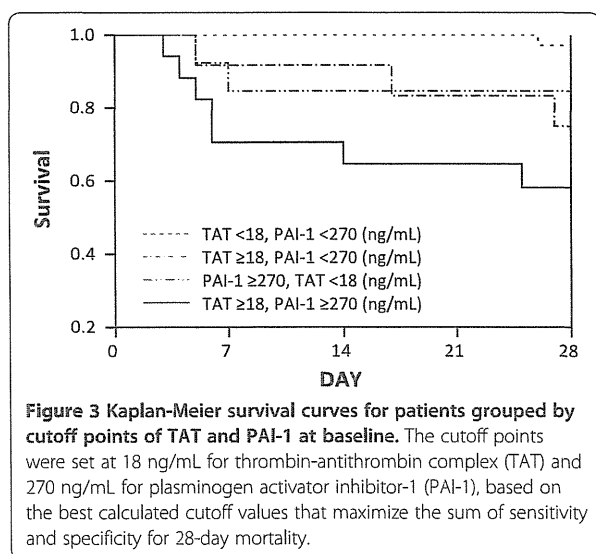 1.0
0.8
0.6
0.4
0.2
Survival
TAT <18, PAI-1 <270 (ng/mL)
TAT ≥18, PAI-1 <270 (ng/mL)
PAI-1 ≥270, TAT <18 (ng/mL)
TAT ≥18, PAI-1 ≥270 (ng/mL)
0 7 14 21 28
DAY
Figure 3 Kaplan-Meier survival curves for patients grouped by
cutoff points of TAT and PAI-1 at baseline. The cutoff points
were set at 18 ng/mL for thrombin-antithrombin complex (TAT) and
270 ng/mL for plasminogen activator inhibitor-1 (PAI-1), based on
the best calculated cutoff values that maximize the sum of sensitivity
and specificity for 28-day mortality.